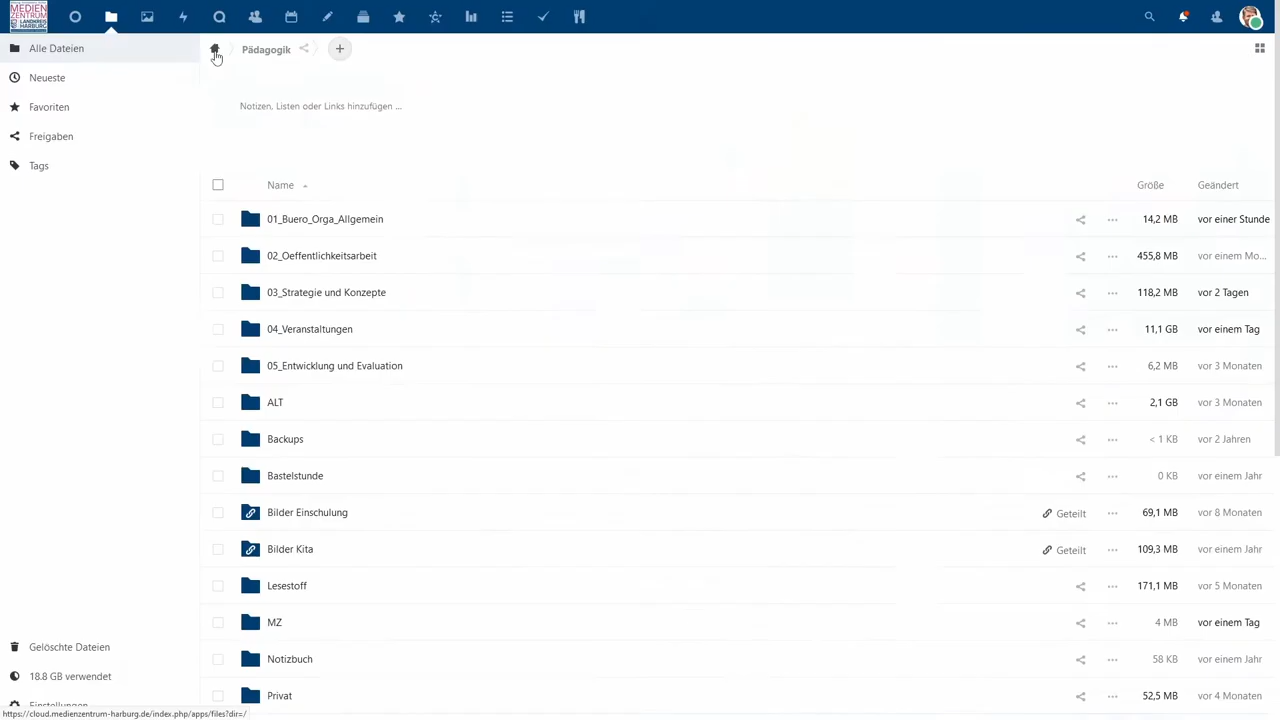 MEDIEN
ZENTRUM
LANDKREIS
HARBURG
Alle Dateien
Pädagogik
Neueste
Favoriten
Notizen, Listen oder Links hinzufügen ...
Freigaben
Tags
Name Größe Geändert
01_Buero_Orga_Allgemein 14,2 MB vor einer Stunde
02_Oeffentlichkeitsarbeit 455,8 MB vor einem Mo...
03_Strategie und Konzepte 118,2 MB vor 2 Tagen
04_Veranstaltungen 11,1 GB vor einem Tag
05_Entwicklung und Evaluation 6,2 MB vor 3 Monaten
ALT 2,1 GB vor 3 Monaten
Backups < 1 KB vor 2 Jahren
Bastelstunde 0 KB vor einem Jahr
Bilder Einschulung Geteilt 69,1 MB vor 8 Monaten
Bilder Kita Geteilt 109,3 MB vor einem Jahr
Lesestoff 171,1 MB vor 5 Monaten
MZ 4 MB vor einem Tag
Notizbuch 58 KB vor einem Jahr
Privat 52,5 MB vor 4 Monaten
Gelöschte Dateien
18.8 GB verwendet
Einstellungen
https://cloud.medienzentrum-harburg.de/index.php/apps/files?dir=/